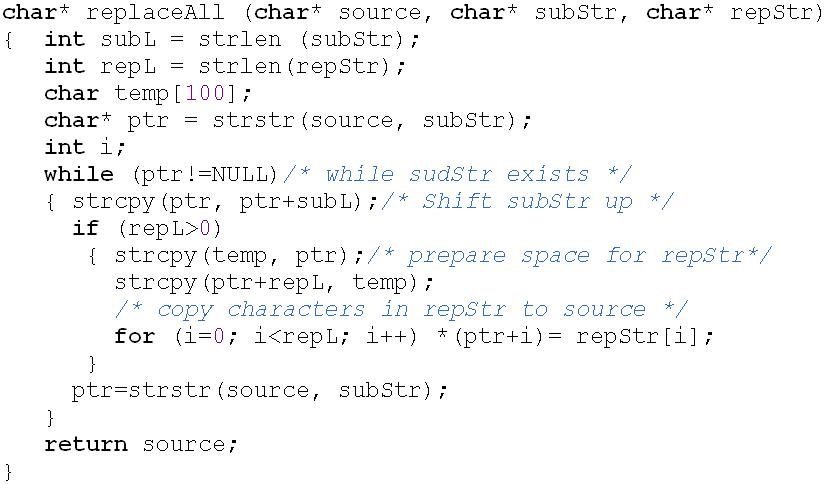 char* replaceAll (char* source, char* subStr, char* repStr)
{  int subL = strlen (subStr);
   int repL = strlen(repStr);
   char temp[100];
   char* ptr = strstr(source, subStr);
   int i;
   while (ptr!=NULL)/* while sudStr exists */
   { strcpy(ptr, ptr+subL);/* Shift subStr up */
     if (repL>0)
      { strcpy(temp, ptr);/* prepare space for repStr*/
        strcpy(ptr+repL, temp);
        /* copy characters in repStr to source */
        for (i=0; i<repL; i++) *(ptr+i)= repStr[i];
      }
     ptr=strstr(source, subStr);
   }
   return source;
}